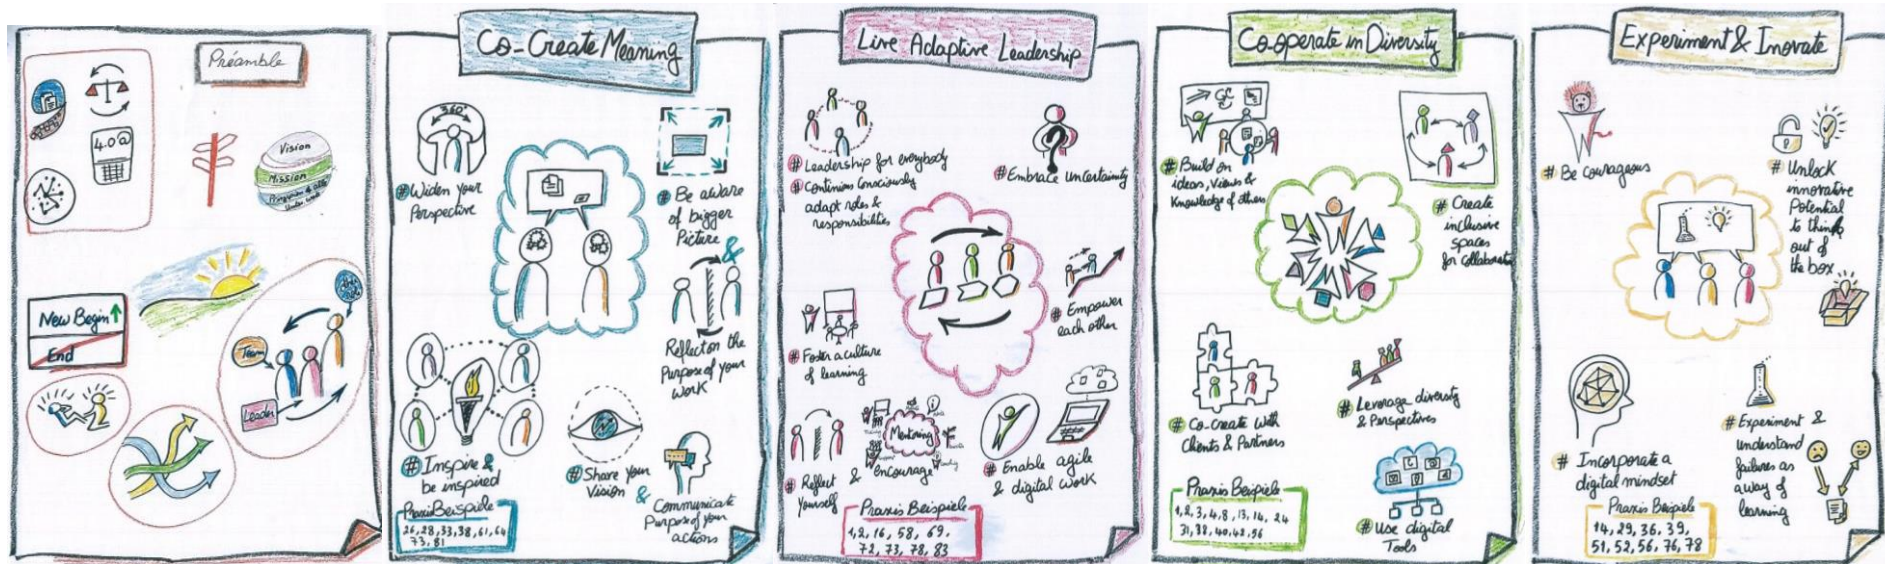 Préamble
4.0@
Vision
Mission
New Begin
End
Team
Leader
Co-Create Meaning
360°
# Widen your
Perspective
# Be aware
of bigger
Picture &
Reflect on the
Purpose of your
Work
# Inspire &
be inspired
# Share your
Vision &
Communicate
Purpose of your
actions
Praxis Beispiele
26, 28, 33, 38, 61, 64
73, 81
Live Adaptive Leadership
# Leadership for everybody
# Continious consciously
adapt roles &
responsibilities
# Embrace uncertainty
# Empower
each other
# Foster a culture
of learning
# Reflect &
Yourself
Mentoring
encourage
# Enable agile
& digital work
Praxis Beispiele
1, 2, 16, 58, 69,
72, 73, 78, 83
Co-operate in Diversity
# Build on
ideas, views &
Knowledge of others
# Create
inclusive
spaces
for collaboration
# Co-create with
Clients & Partners
# Leverage diversity
& Perspectives
# Use digital
Tools
Praxis Beispiele
1, 2, 3, 4, 8, 13, 14, 24
31, 32, 40, 42, 56
Experiment & Inovate
# Be courageous
# Unlock
innovative
Potential
to think
out of
the box
# Incorporate a
digital mindset
# Experiment &
understand
failures as
a way of
learning
Praxis Beispiele
14, 29, 36, 39,
51, 52, 56, 76, 78